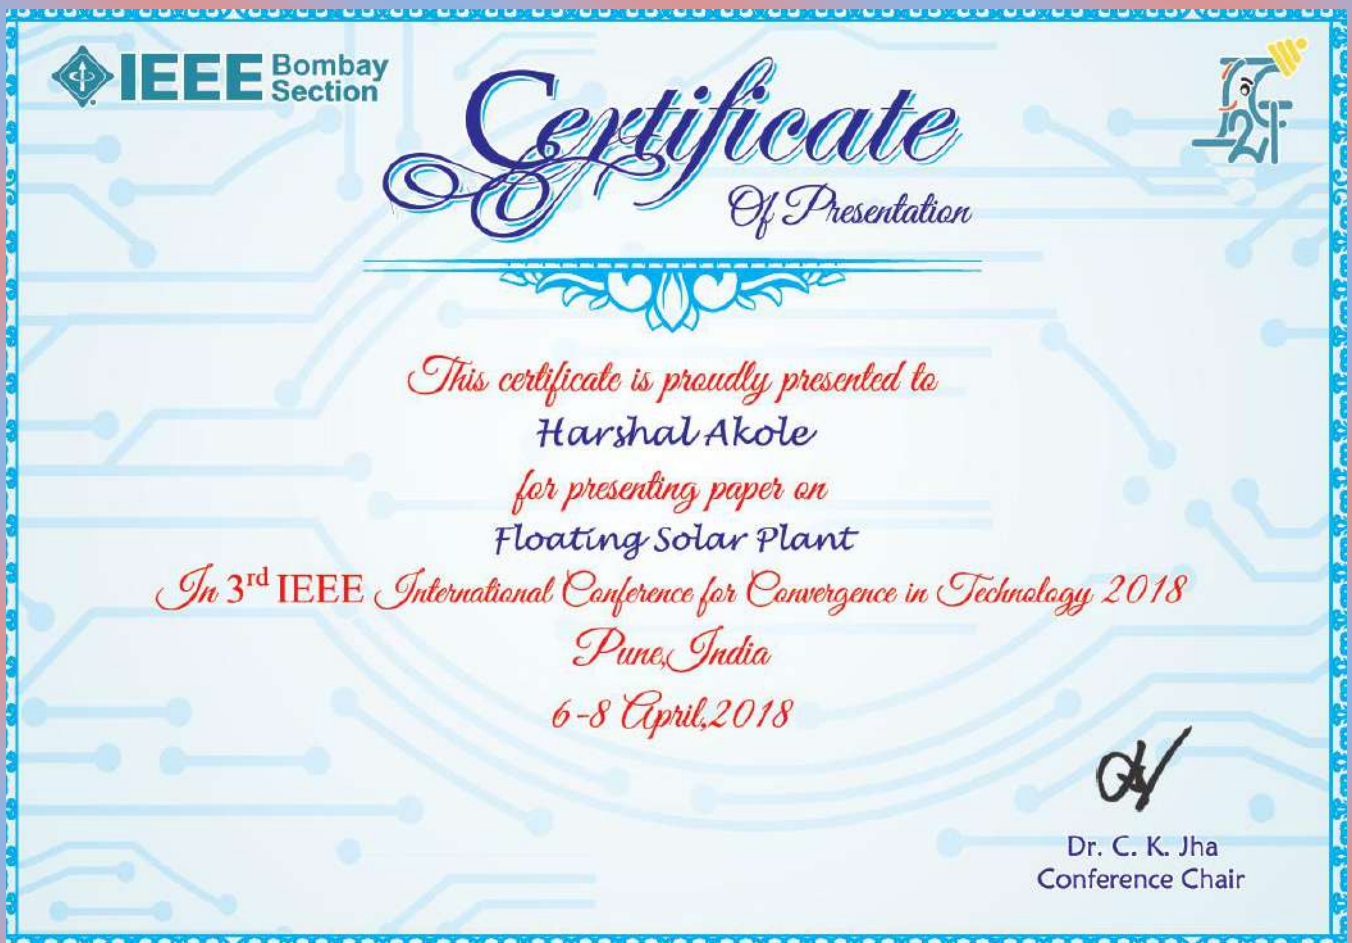 IEEE Bombay
Section
Certificate
Of Presentation
This certificate is proudly presented to
Harshal Akole
for presenting paper on
Floating Solar Plant
In 3rd IEEE International Conference for Convergence in Technology 2018
Pune,India
6-8 April,2018
Dr. C. K. Jha
Conference Chair